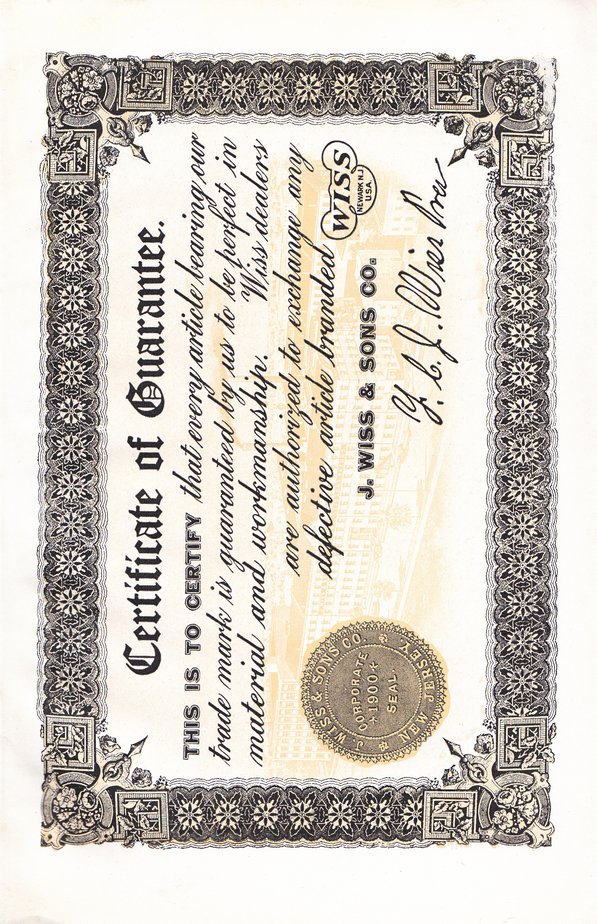 Certificate of Guarantee.
THIS IS TO CERTIFY that every article bearing our
trade mark is guaranteed by us to be perfect in
material and workmanship. Wiss dealers
are authorized to exchange any
defective article branded WISS
NEWARK N.J.
U.S.A.
J. WISS & SONS CO.
J. WISS & SONS CO.
NEW JERSEY
CORPORATE
1900
SEAL